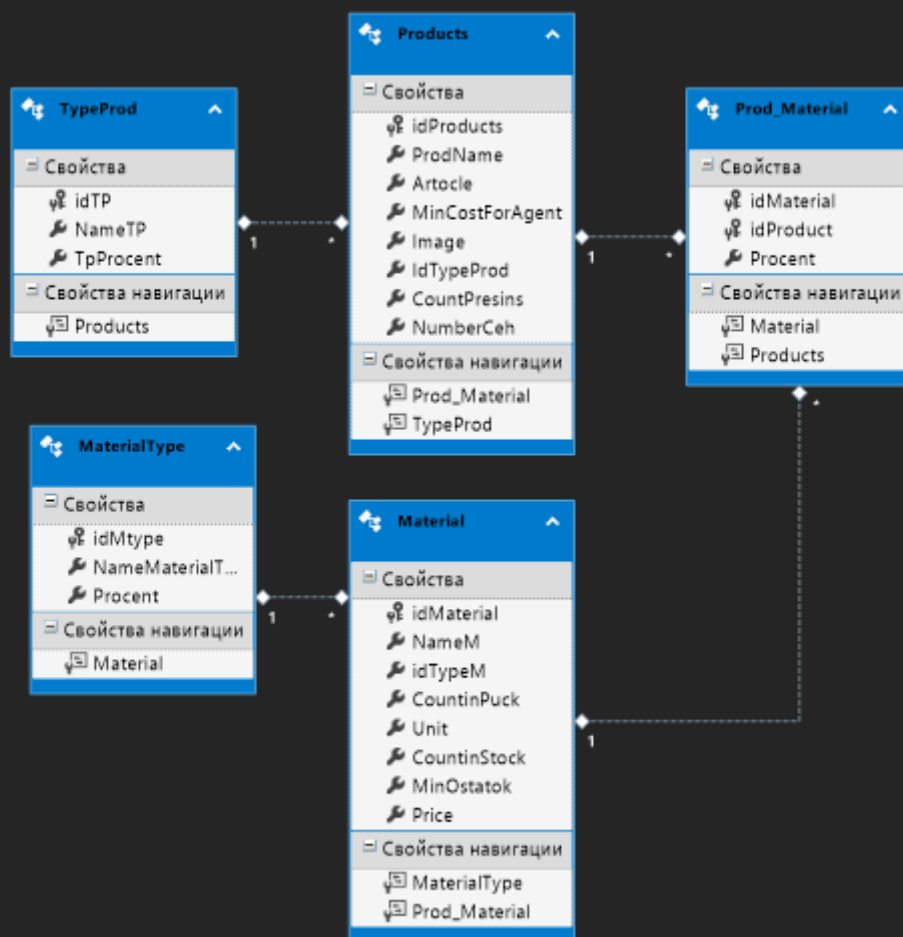 Products
Свойства
idProducts
ProdName
Artocle
MinCostForAgent
Image
IdTypeProd
CountPresins
NumberCeh
Свойства навигации
Prod_Material
TypeProd
TypeProd
Свойства
idTP
NameTP
TpProcent
Свойства навигации
Products
1
*
Prod_Material
Свойства
idMaterial
idProduct
Procent
Свойства навигации
Material
Products
1
*
*
MaterialType
Свойства
idMtype
NameMaterialT...
Procent
Свойства навигации
Material
1
*
Material
Свойства
idMaterial
NameM
idTypeM
CountinPuck
Unit
CountinStock
MinOstatok
Price
Свойства навигации
MaterialType
Prod_Material
1